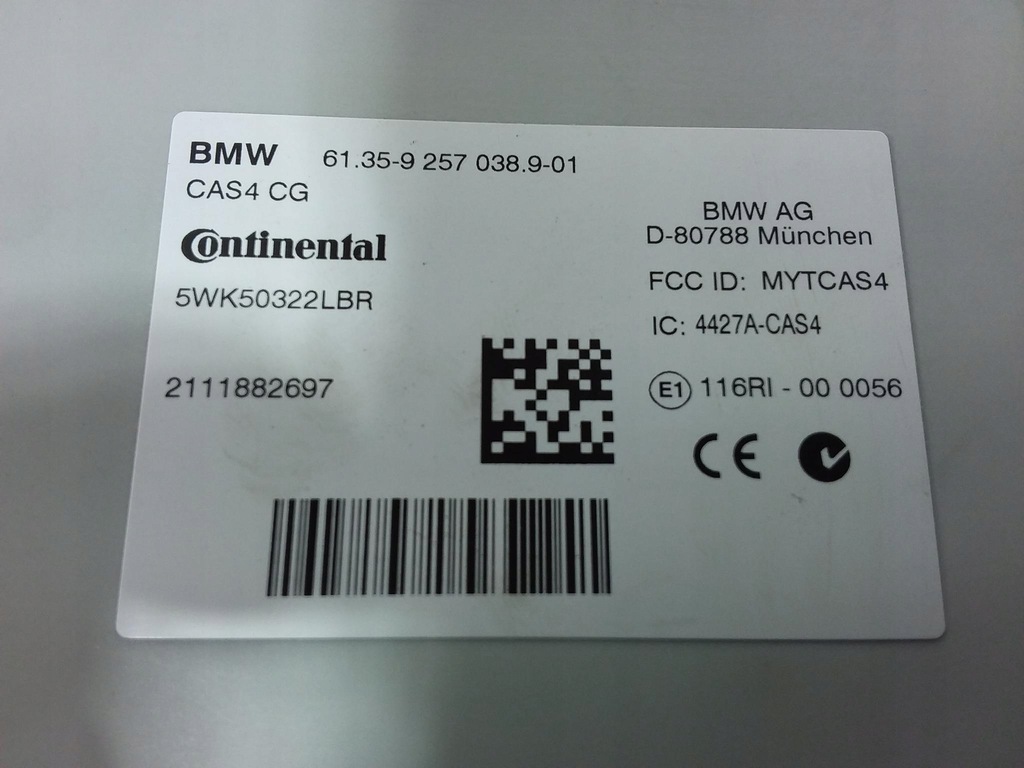 BMW 61.35-9 257 038.9-01
CAS4 CG
Continental
5WK50322LBR
2111882697
BMW AG
D-80788 München
FCC ID: MYTCAS4
IC: 4427A-CAS4
E1 116RI - 00 0056
CE